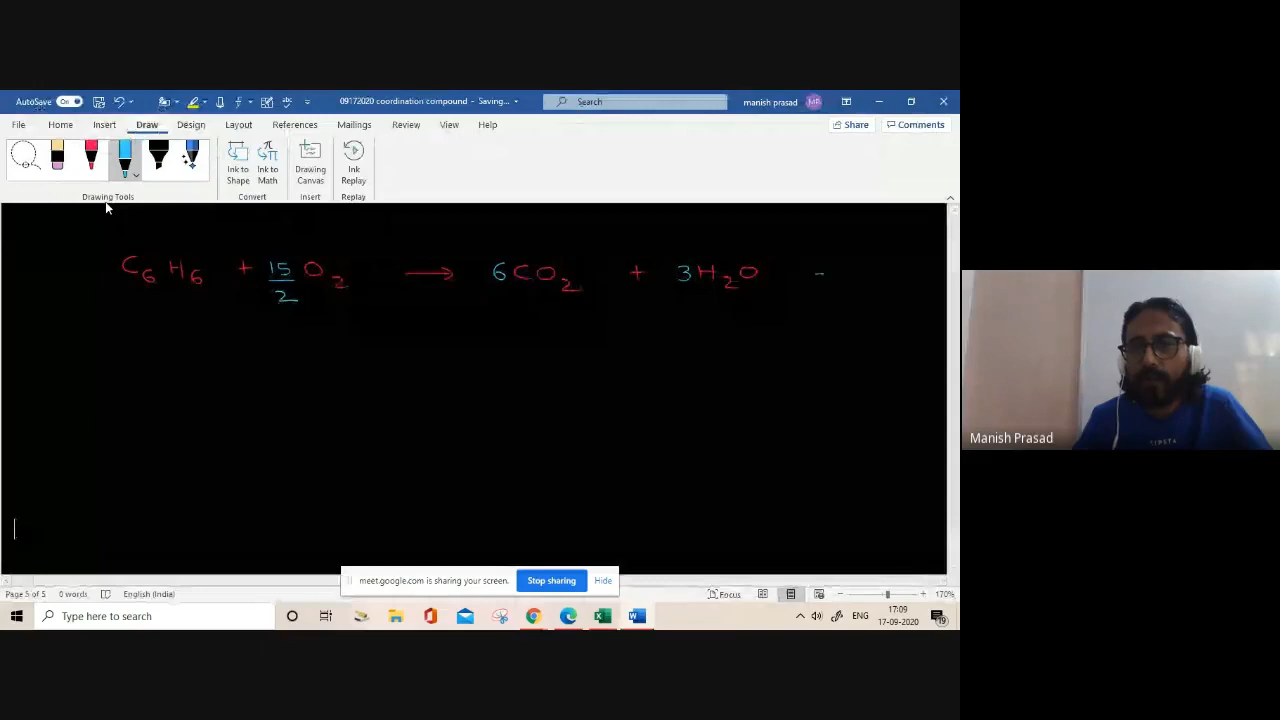 AutoSave On
09172020 coordination compound - Saving...
Search
manish prasad MP
File Home Insert Draw Design Layout References Mailings Review View Help
Share Comments
Ink to Shape
Ink to Math
Drawing Canvas
Ink Replay
Drawing Tools Convert Insert Replay
C6H6 + 15/2 O2 → 6CO2 + 3H2O -
Manish Prasad
meet.google.com is sharing your screen. Stop sharing Hide
Page 5 of 5 0 words English (India) Focus 170%
Type here to search
ENG
17:09
17-09-2020